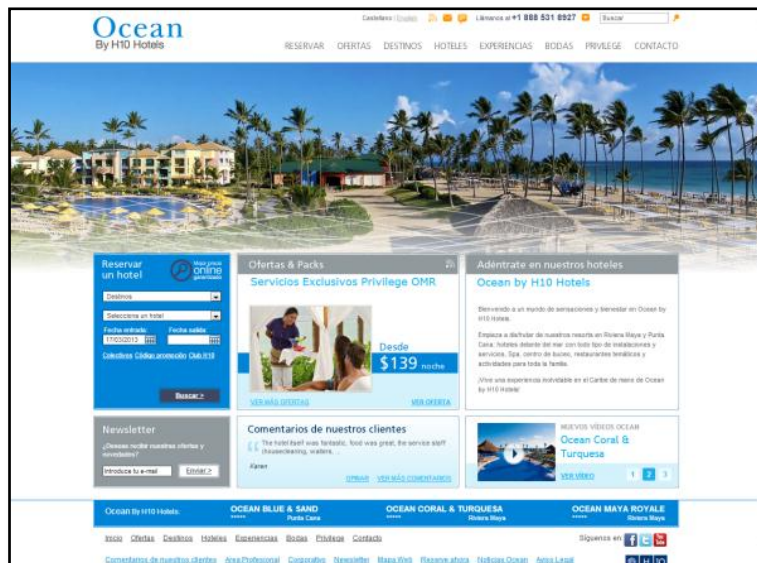 Ocean
By H10 Hotels
Castellano | English
Llámanos al +1 888 531 8927
Buscar
RESERVAR OFERTAS DESTINOS HOTELES EXPERIENCIAS BODAS PRIVILEGE CONTACTO
Reservar
un hotel
Mejor precio
online
garantizado
Destinos
Selecciona un hotel
Fecha entrada: Fecha salida:
17/03/2013
Colectivos Código promoción Club H10
Buscar >
Ofertas & Packs
Servicios Exclusivos Privilege OMR
Desde
$139 noche
VER MÁS OFERTAS VER OFERTA
Adéntrate en nuestros hoteles
Ocean by H10 Hotels
Bienvenido a un mundo de sensaciones y bienestar en Ocean by
H10 Hotels.
Empieza a disfrutar de nuestros resorts en Riviera Maya y Punta
Cana, hoteles delante del mar con todo tipo de instalaciones y
servicios. Spa, centro de buceo, restaurantes temáticos y
actividades para toda la familia.
¡Vive una experiencia inolvidable en el Caribe de mano de Ocean
by H10 Hotels!
Newsletter
¿Deseas recibir nuestras ofertas y
novedades?
Introduce tu e-mail
Enviar >
Comentarios de nuestros clientes
The hotel itself was fantastic, food was great, the service staff
(housecleaning, waiters, ...
Karen
OPINAR VER MÁS COMENTARIOS
NUEVOS VÍDEOS OCEAN
Ocean Coral &
Turquesa
VER VÍDEO
1 2 3
Ocean By H10 Hotels:
OCEAN BLUE & SAND
***** Punta Cana
OCEAN CORAL & TURQUESA
***** Riviera Maya
OCEAN MAYA ROYALE
***** Riviera Maya
Inicio Ofertas Destinos Hoteles Experiencias Bodas Privilege Contacto
Síguenos en:
Comentarios de nuestros clientes Area Profesional Corporativo Newsletter Mapa Web Reserve ahora Noticias Ocean Aviso Legal
H10